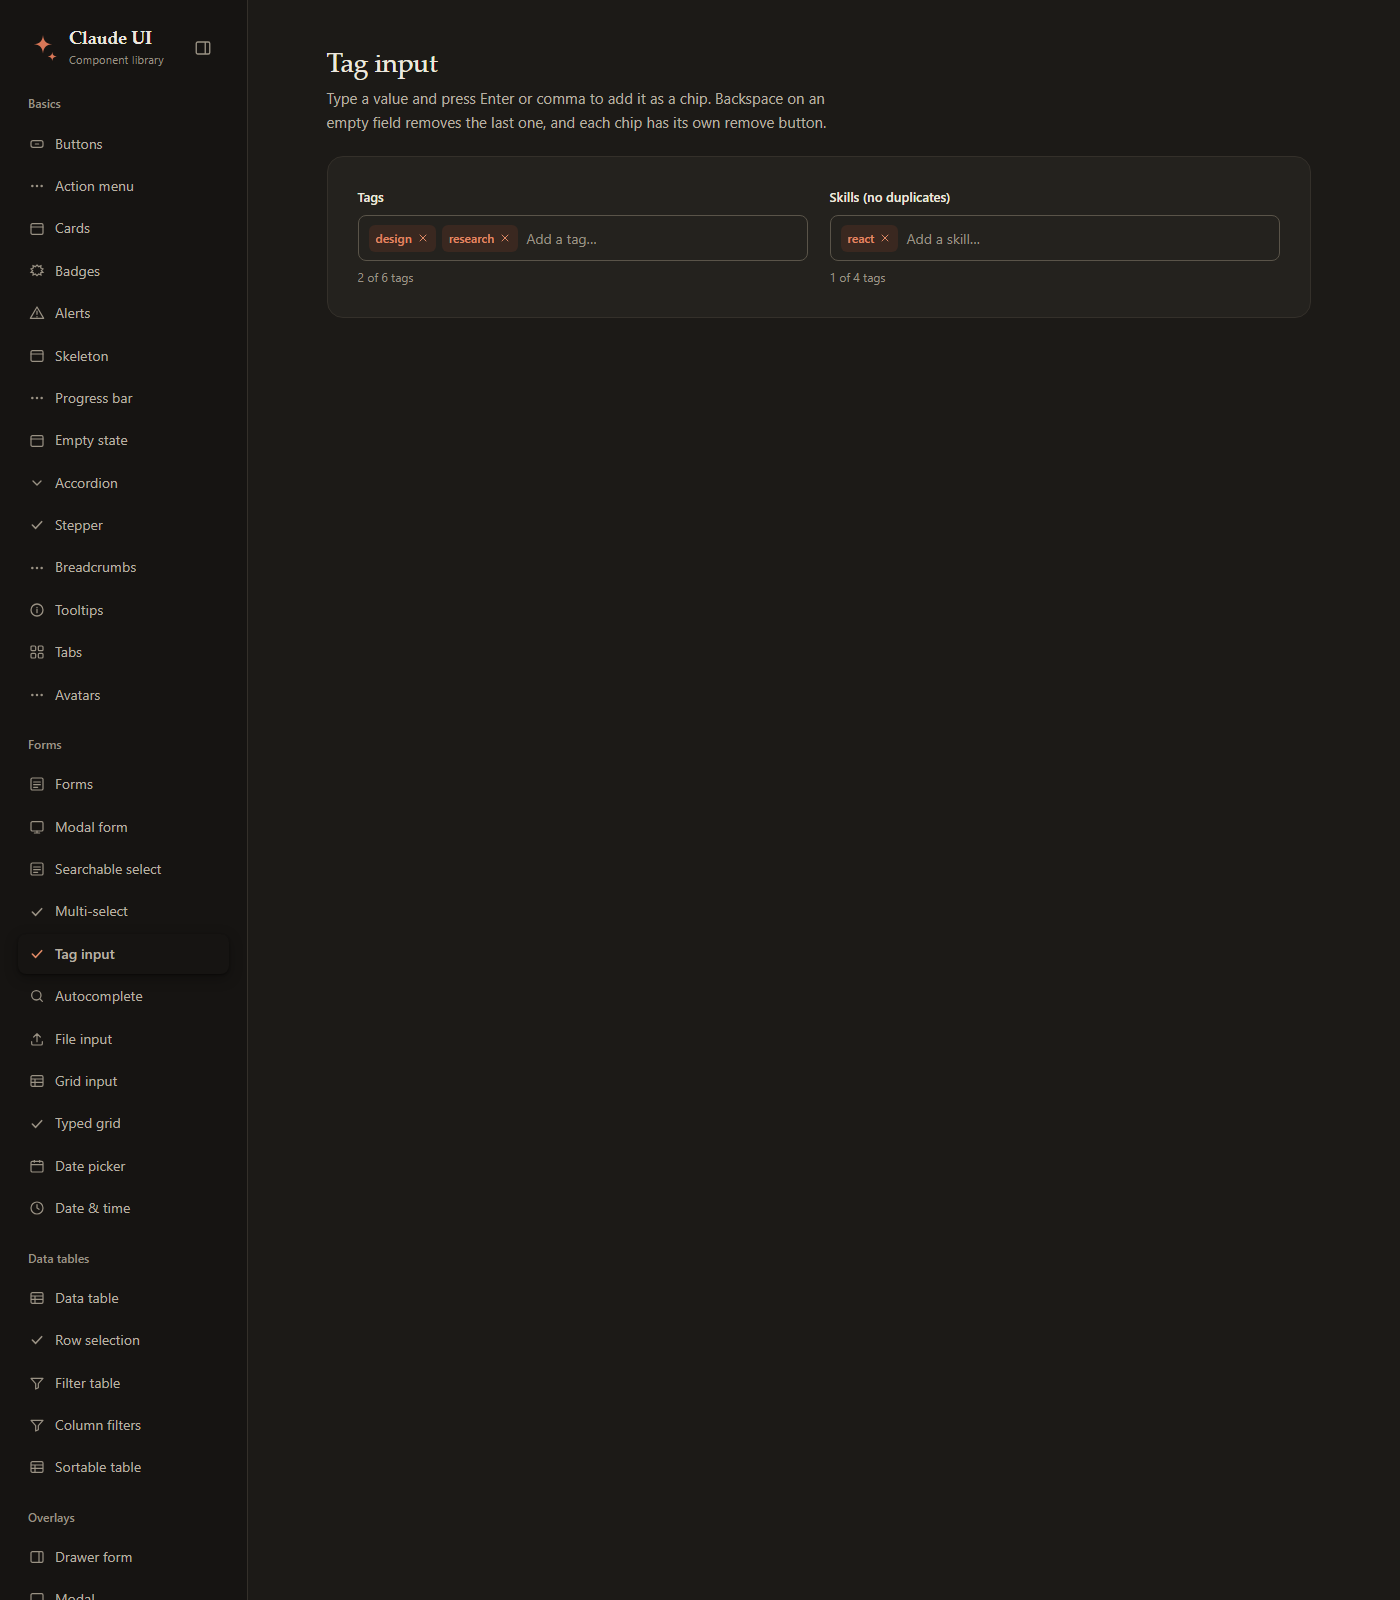 Claude UI
Component library
Basics
Buttons
Action menu
Cards
Badges
Alerts
Skeleton
Progress bar
Empty state
Accordion
Stepper
Breadcrumbs
Tooltips
Tabs
Avatars
Forms
Forms
Modal form
Searchable select
Multi-select
Tag input
Autocomplete
File input
Grid input
Typed grid
Date picker
Date & time
Data tables
Data table
Row selection
Filter table
Column filters
Sortable table
Overlays
Drawer form
Modal
Tag input
Type a value and press Enter or comma to add it as a chip. Backspace on an
empty field removes the last one, and each chip has its own remove button.
Tags
design × research × Add a tag...
2 of 6 tags
Skills (no duplicates)
react × Add a skill...
1 of 4 tags